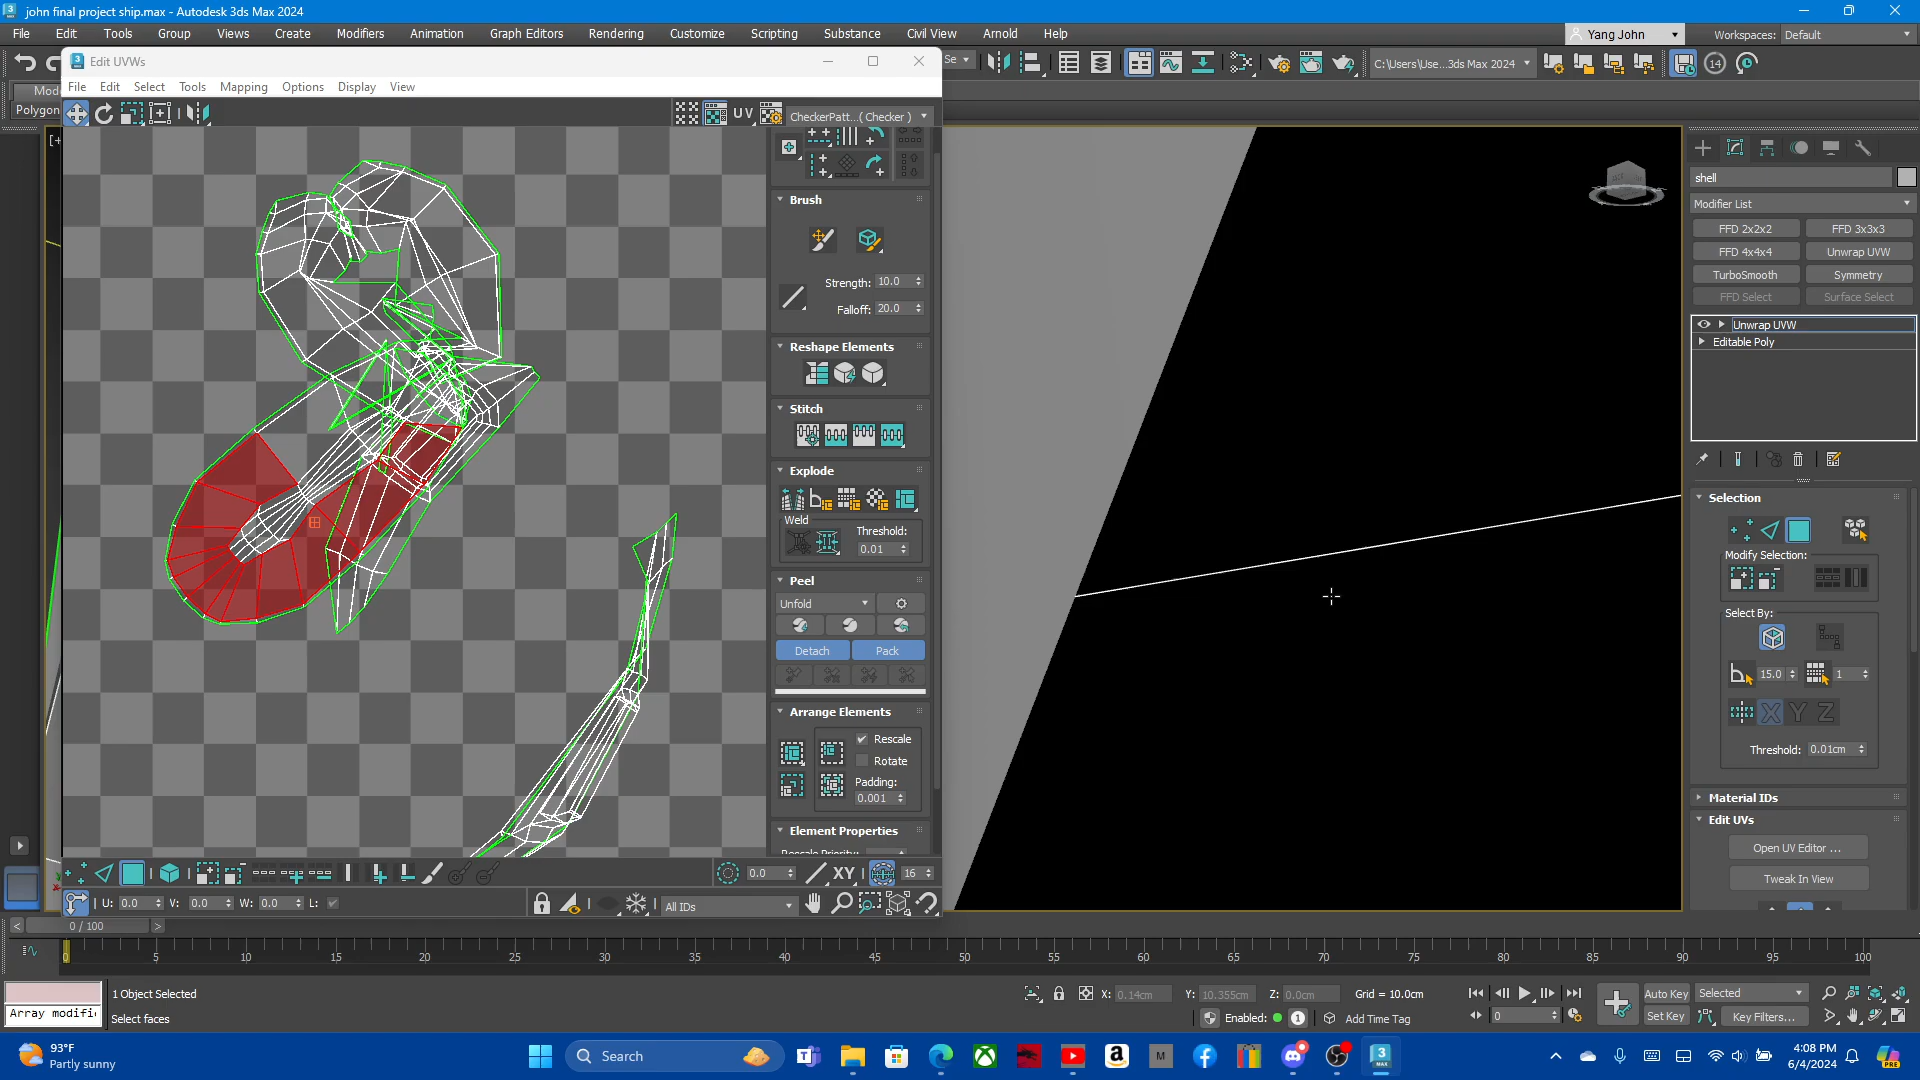 john final project ship.max - Autodesk 3ds Max 2024
File Edit Tools Group Views Create Modifiers Animation Graph Editors Rendering Customize Scripting Substance Civil View Arnold Help
Yang John
Workspaces: Default
Edit UVWs
Se
C:\Users\Use...3ds Max 2024
14
File Edit Select Tools Mapping Options Display View
Mod
Polygon
UV
CheckerPatt...( Checker )
[+
Brush
Strength: 10.0
Falloff: 20.0
Reshape Elements
Stitch
Explode
Weld
Threshold:
0.01
Peel
Unfold
Detach
Pack
Arrange Elements
Rescale
Rotate
Padding:
0.001
Element Properties
Rescale Priority:
0.0
XY
16
U: 0.0 V: 0.0 W: 0.0 L:
All IDs
shell
Modifier List
FFD 2x2x2
FFD 3x3x3
FFD 4x4x4
Unwrap UVW
TurboSmooth
Symmetry
FFD Select
Surface Select
Unwrap UVW
Editable Poly
Selection
Modify Selection:
Select By:
15.0
1
X Y Z
Threshold: 0.01cm
Material IDs
Edit UVs
Open UV Editor ...
Tweak In View
< 0 / 100 >
0 5 10 15 20 25 30 35 40 45 50 55 60 65 70 75 80 85 90 95 100
1 Object Selected
Array modifi
Select faces
X: 0.14cm Y: 10.355cm Z: 0.0cm Grid = 10.0cm
Enabled: 1 Add Time Tag
0
Auto Key
Selected
Set Key
Key Filters...
93°F
Partly sunny
Search
4:08 PM
6/4/2024